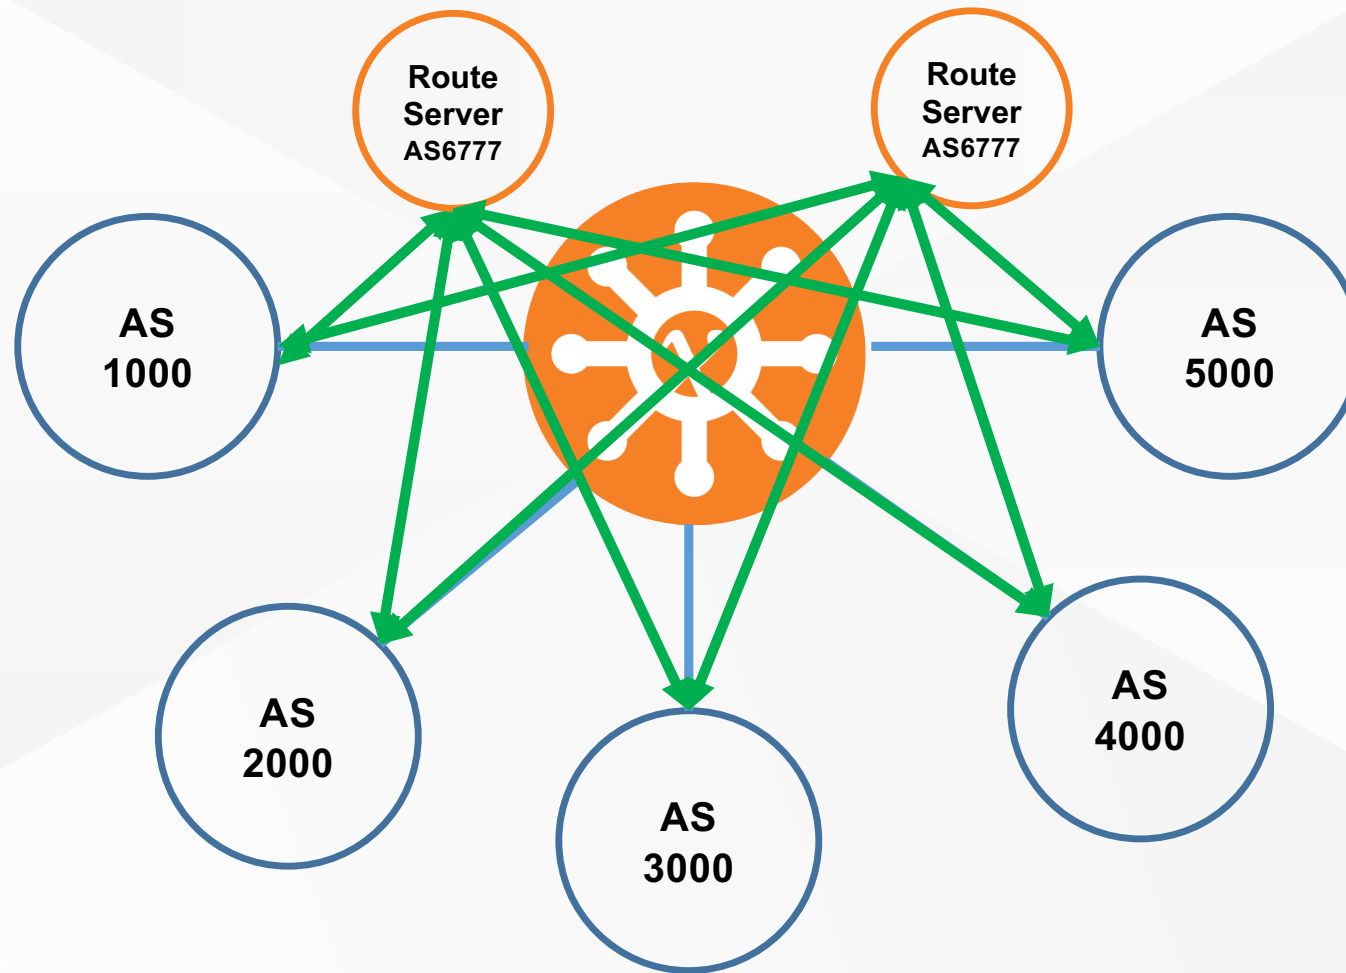 Route
Server
AS6777
Route
Server
AS6777
AS
1000
AS
5000
AS
2000
AS
4000
AS
3000